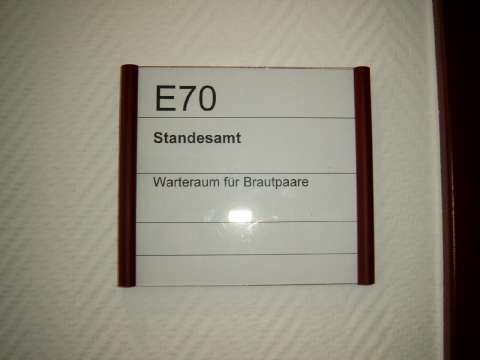 E70
Standesamt
Warteraum für Brautpaare